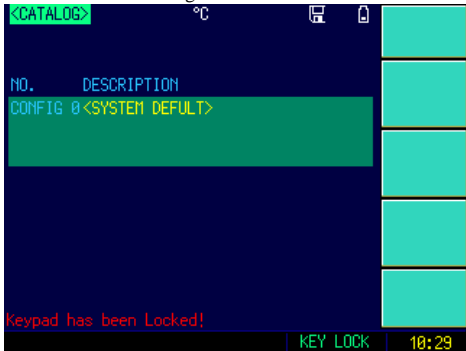 <CATALOG> °C
NO. DESCRIPTION
CONFIG 0<SYSTEM DEFULT>
Keypad has been Locked!
KEY LOCK 10:29